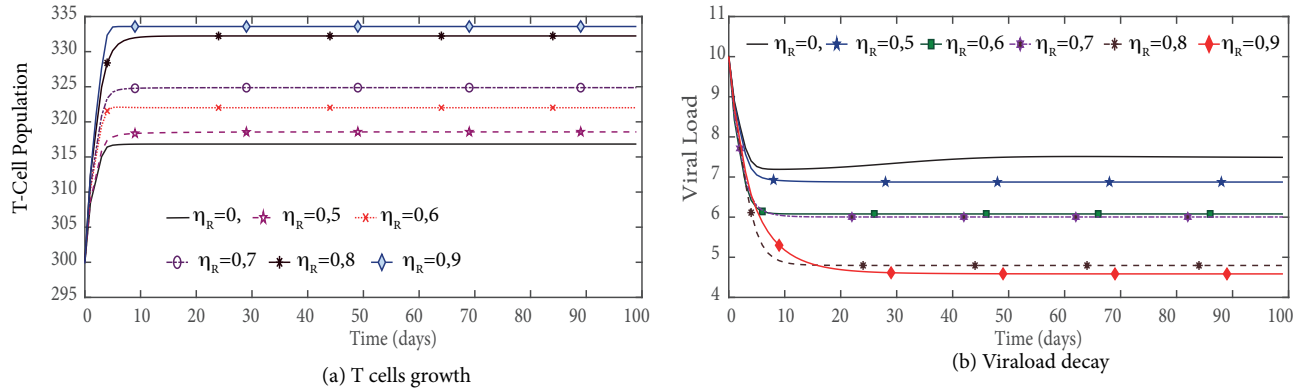 335
330
325
320
315
310
305
300
295
T-Cell Population
η_R=0, η_R=0,5 η_R=0,6
η_R=0,7 η_R=0,8 η_R=0,9
0 10 20 30 40 50 60 70 80 90 100
Time (days)
(a) T cells growth
11
10
9
8
7
6
5
4
Viral Load
η_R=0, η_R=0,5 η_R=0,6 η_R=0,7 η_R=0,8 η_R=0,9
0 10 20 30 40 50 60 70 80 90 100
Time (days)
(b) Viraload decay